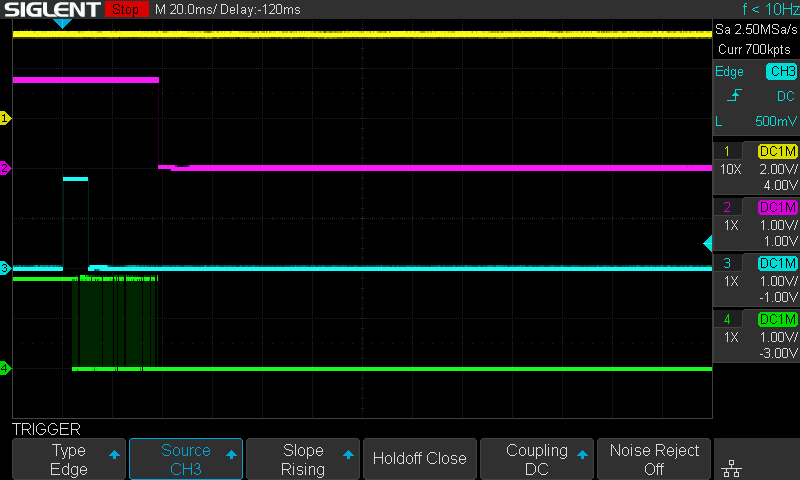 SIGLENT Stop M 20.0ms/ Delay:-120ms f < 10Hz
Sa 2.50MSa/s
Curr 700kpts
Edge CH3
DC
L 500mV
1 DC1M
10X 2.00V/
4.00V
2 DC1M
1X 1.00V/
1.00V
3 DC1M
1X 1.00V/
-1.00V
4 DC1M
1X 1.00V/
-3.00V
1
2
3
4
TRIGGER
Type
Edge
Source
CH3
Slope
Rising
Holdoff Close
Coupling
DC
Noise Reject
Off